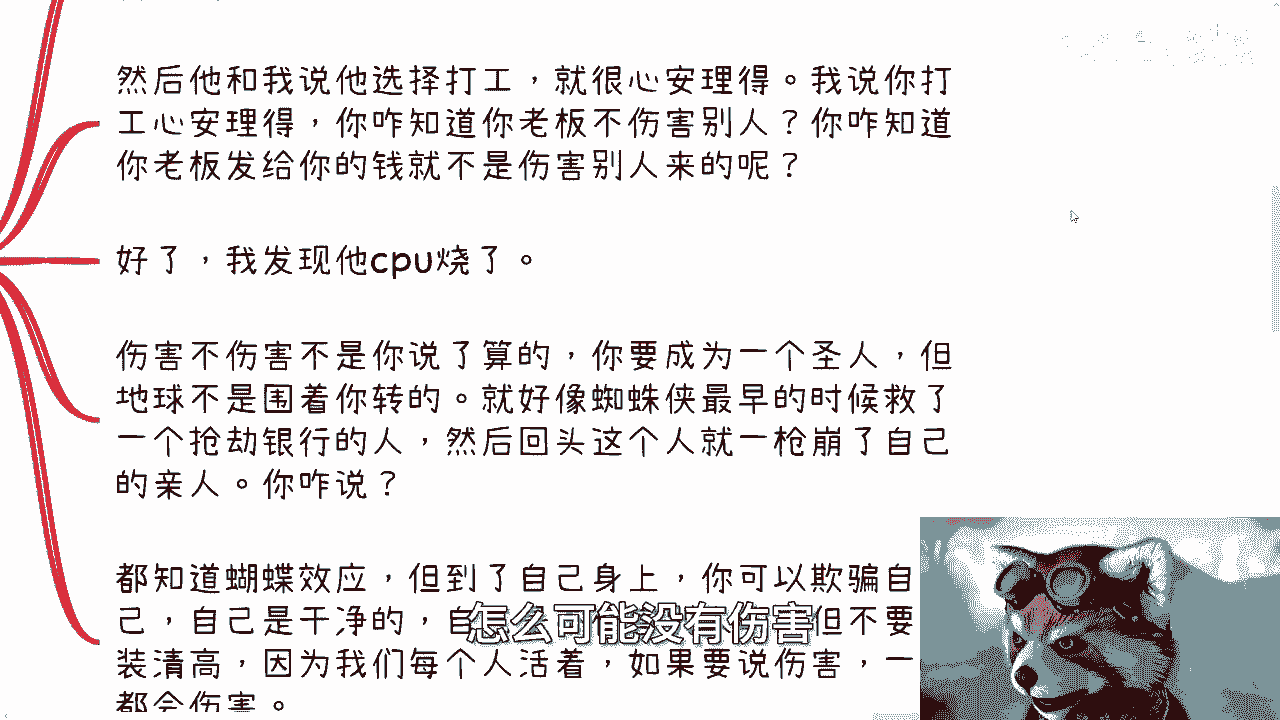 然后他和我说他选择打工，就很心安理得。我说你打
工心安理得，你咋知道你老板不伤害别人？你咋知道
你老板发给你的钱就不是伤害别人来的呢？
好了，我发现他cpu烧了。
伤害不伤害不是你说了算的，你要成为一个圣人，但
地球不是围着你转的。就好像蜘蛛侠最早的时候救了
一个抢劫银行的人，然后回头这个人就一枪崩了自己
的亲人。你咋说？
都知道蝴蝶效应，但到了自己身上，你可以欺骗自
己，自己是干净的，自
怎么可能没有伤害
但不要
装清高，因为我们每个人活着，如果要说伤害，一
都会伤害。